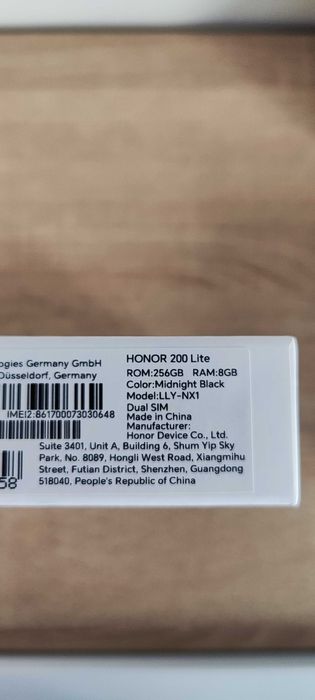 ogies Germany GmbH
Düsseldorf, Germany
IMEI2:861700073030648
58
HONOR 200 Lite
ROM:256GB RAM:8GB
Color:Midnight Black
Model:LLY-NX1
Dual SIM
Made in China
Manufacturer:
Honor Device Co., Ltd.
Suite 3401, Unit A, Building 6, Shum Yip Sky
Park, No. 8089, Hongli West Road, Xiangmihu
Street, Futian District, Shenzhen, Guangdong
518040, People's Republic of China